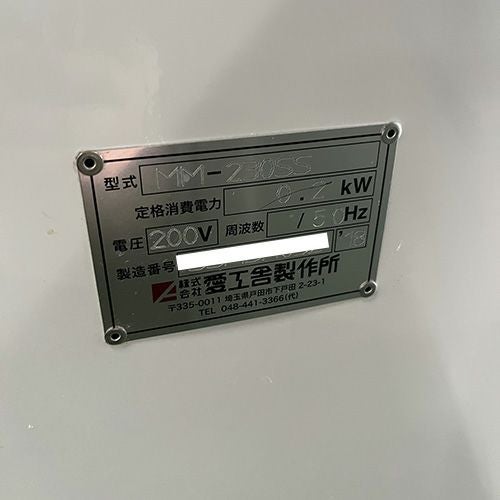 型式 MM-230SS
定格消費電力 0.2 kW
電圧 200V 周波数 /50Hz
製造番号 '18
株式会社 愛工舎製作所
〒335-0011 埼玉県戸田市下戸田 2-23-1
TEL 048-441-3366(代)